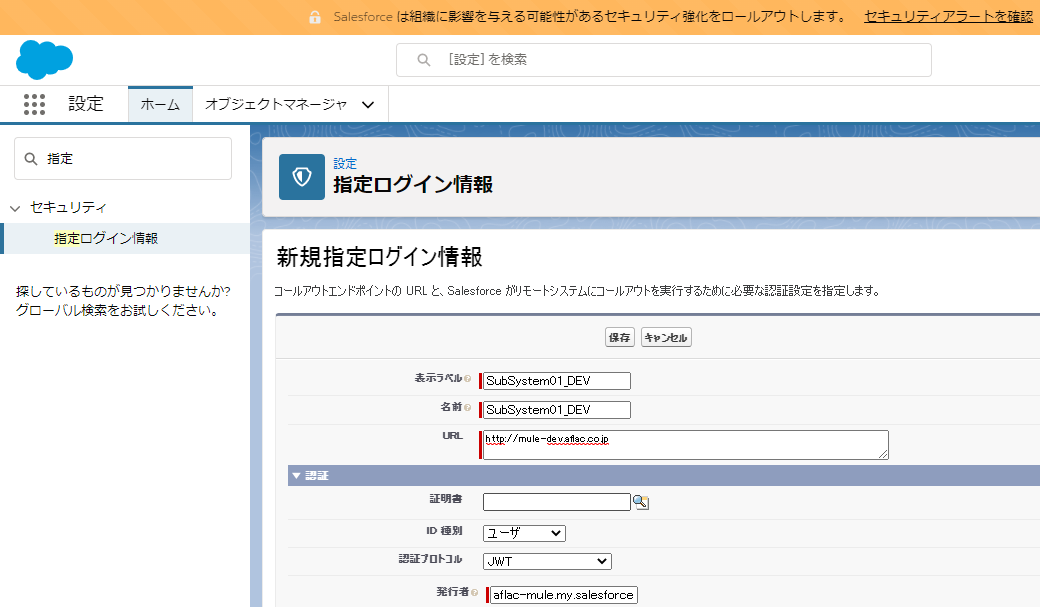 Salesforce は組織に影響を与える可能性があるセキュリティ強化をロールアウトします。 セキュリティアラートを確認
[設定] を検索
設定 ホーム オブジェクトマネージャ
指定
セキュリティ
指定ログイン情報
探しているものが見つかりませんか?
グローバル検索をお試しください。
設定
指定ログイン情報
新規指定ログイン情報
コールアウトエンドポイントの URL と、Salesforce がリモートシステムにコールアウトを実行するために必要な認証設定を指定します。
保存 キャンセル
表示ラベル SubSystem01_DEV
名前 SubSystem01_DEV
URL http://mule-dev.aflac.co.jp
認証
証明書
ID 種別 ユーザ
認証プロトコル JWT
発行者 aflac-mule.my.salesforce